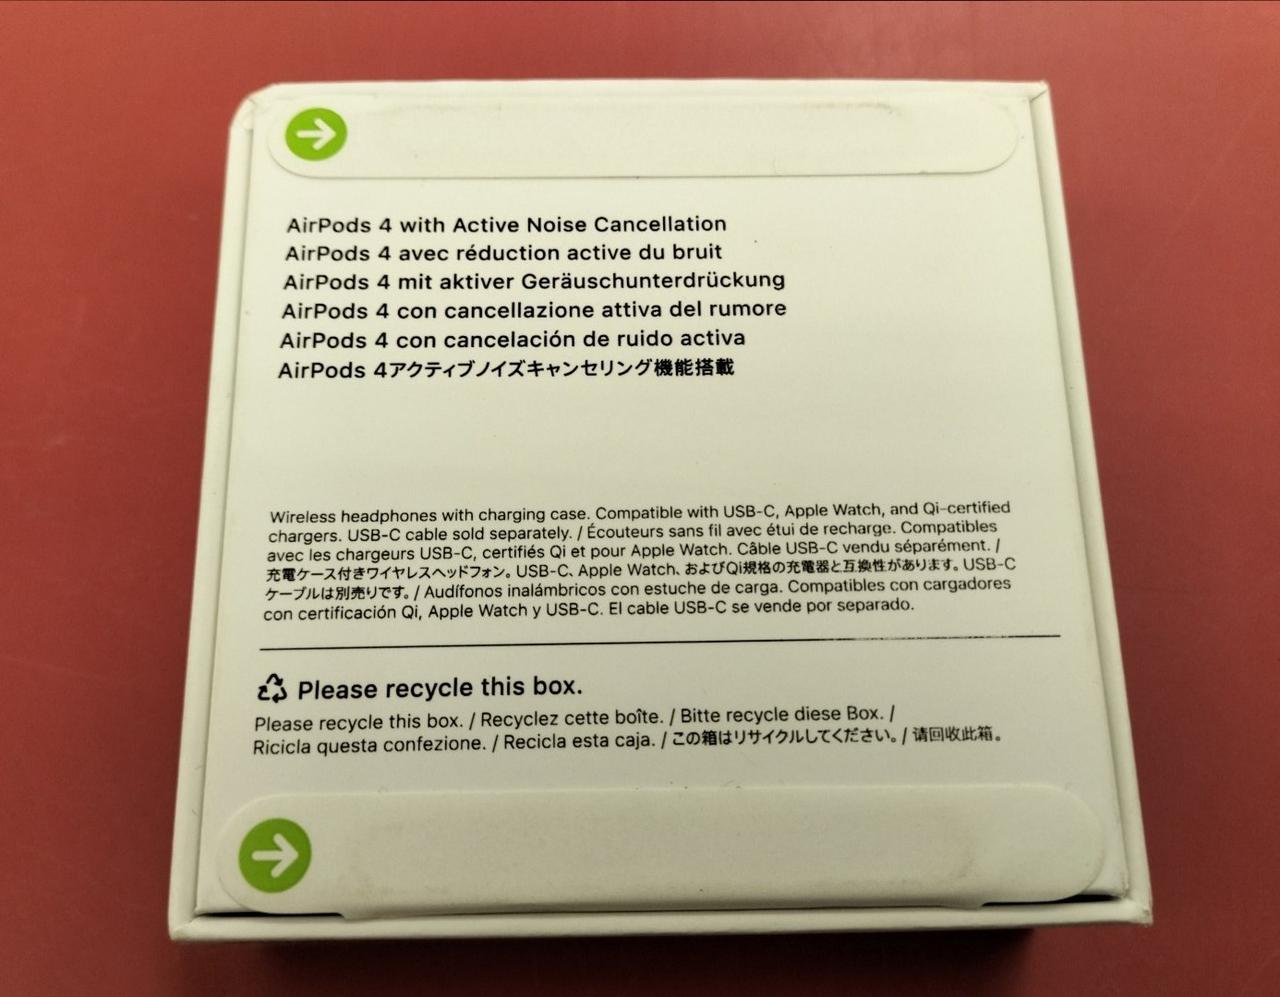 AirPods 4 with Active Noise Cancellation
AirPods 4 avec réduction active du bruit
AirPods 4 mit aktiver Geräuschunterdrückung
AirPods 4 con cancellazione attiva del rumore
AirPods 4 con cancelación de ruido activa
AirPods 4アクティブノイズキャンセリング機能搭載
Wireless headphones with charging case. Compatible with USB-C, Apple Watch, and Qi-certified
chargers. USB-C cable sold separately. / Écouteurs sans fil avec étui de recharge. Compatibles
avec les chargeurs USB-C, certifiés Qi et pour Apple Watch. Câble USB-C vendu séparément. /
充電ケース付きワイヤレスヘッドフォン。USB-C、Apple Watch、およびQi規格の充電器と互換性があります。USB-C
ケーブルは別売りです。/ Audífonos inalámbricos con estuche de carga. Compatibles con cargadores
con certificación Qi, Apple Watch y USB-C. El cable USB-C se vende por separado.
Please recycle this box.
Please recycle this box. / Recyclez cette boîte. / Bitte recycle diese Box. /
Ricicla questa confezione. / Recicla esta caja. / この箱はリサイクルしてください。/ 请回收此箱。